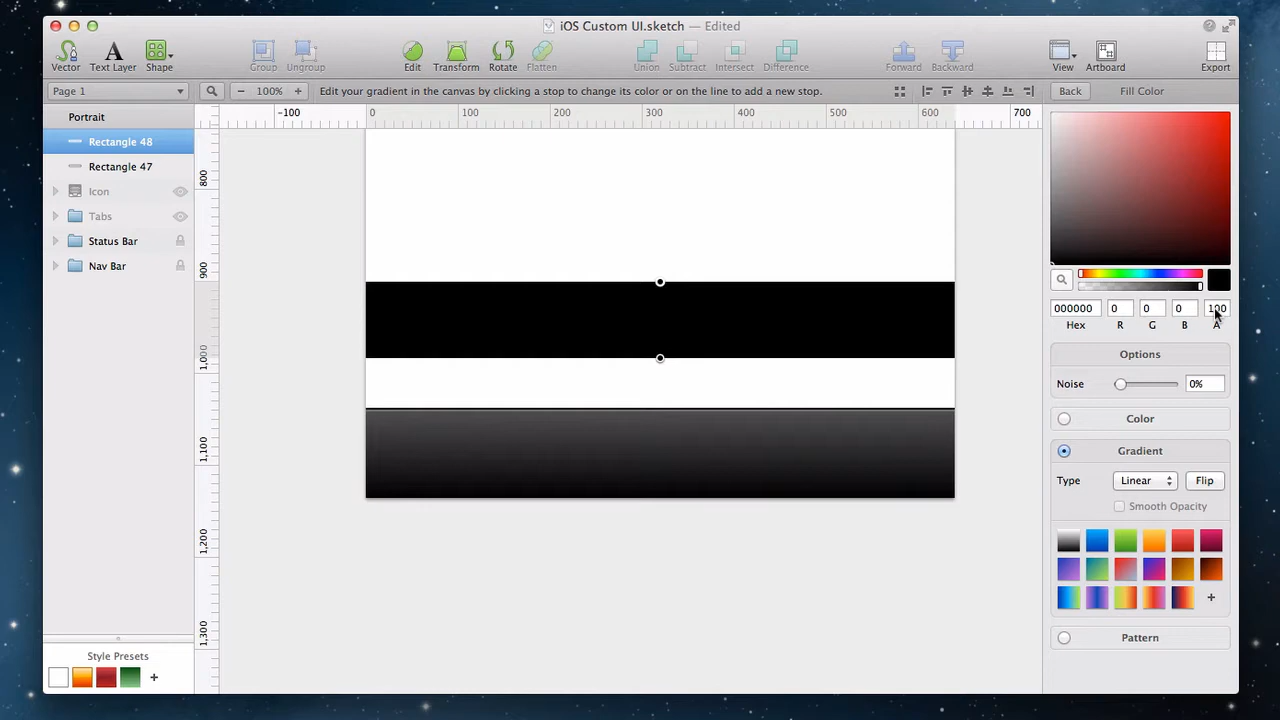 iOS Custom UI.sketch — Edited
Vector Text Layer Shape Group Ungroup Edit Transform Rotate Flatten Union Subtract Intersect Difference Forward Backward View Artboard Export
Page 1 − 100% + Edit your gradient in the canvas by clicking a stop to change its color or on the line to add a new stop. Back Fill Color
-100 0 100 200 300 400 500 600 700
Portrait
Rectangle 48
Rectangle 47
Icon
Tabs
Status Bar
Nav Bar
800
900
1,000
1,100
1,200
1,300
000000 0 0 0 100
Hex R G B A
Options
Noise 0%
Color
Gradient
Type Linear Flip
Smooth Opacity
+
Pattern
Style Presets
+